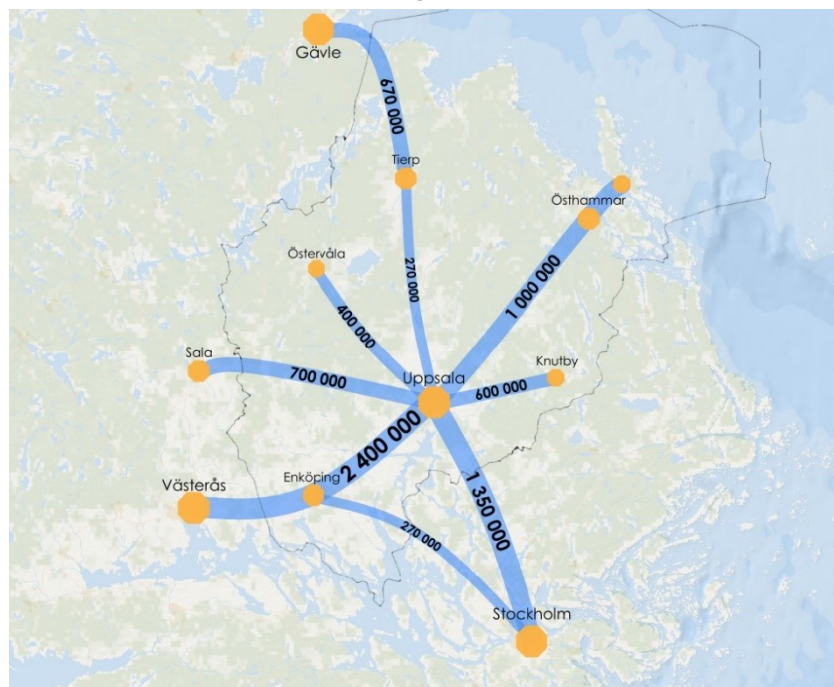 Gävle
670 000
Tierp
Östhammar
Östervåla
270 000
1 000 000
400 000
Sala
700 000
Uppsala
Knutby
600 000
2 400 000
Västerås
Enköping
1 350 000
270 000
Stockholm